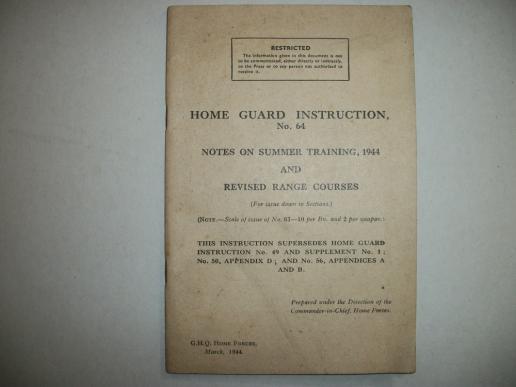 RESTRICTED
The information given in this document is not
to be communicated, either directly or indirectly,
to the Press or to any person not authorised to
receive it.
HOME GUARD INSTRUCTION,
No. 64
NOTES ON SUMMER TRAINING, 1944
AND
REVISED RANGE COURSES
(For issue down to Sections.)
(NOTE.—Scale of issue of No. 63—10 per Bn. and 2 per weapon.)
THIS INSTRUCTION SUPERSEDES HOME GUARD
INSTRUCTION No. 49 AND SUPPLEMENT No. 1;
No. 50, APPENDIX D; AND No. 56, APPENDICES A
AND B.
Prepared under the Direction of the
Commander-in-Chief, Home Forces.
G.H.Q. HOME FORCES,
March, 1944.